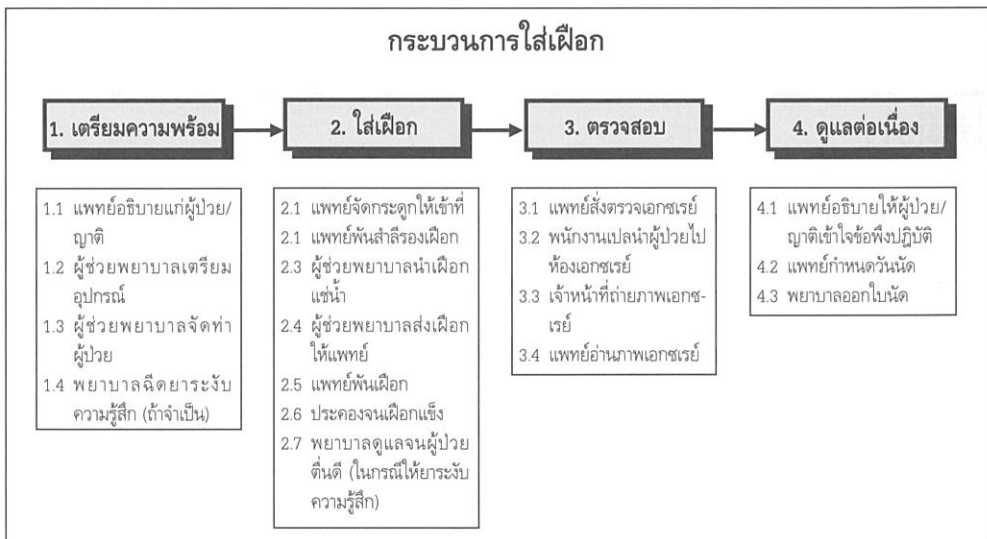 กระบวนการใส่เฝือก
1. เตรียมความพร้อม
2. ใส่เฝือก
3. ตรวจสอบ
4. ดูแลต่อเนื่อง
1.1 แพทย์อธิบายแก่ผู้ป่วย/
ญาติ
1.2 ผู้ช่วยพยาบาลเตรียม
อุปกรณ์
1.3 ผู้ช่วยพยาบาลจัดท่า
ผู้ป่วย
1.4 พยาบาลฉีดยาระงับ
ความรู้สึก (ถ้าจำเป็น)
2.1 แพทย์จัดกระดูกให้เข้าที่
2.1 แพทย์พันสำลีรองเฝือก
2.3 ผู้ช่วยพยาบาลนำเฝือก
แช่น้ำ
2.4 ผู้ช่วยพยาบาลส่งเฝือก
ให้แพทย์
2.5 แพทย์พันเฝือก
2.6 ประคองจนเฝือกแข็ง
2.7 พยาบาลดูแลจนผู้ป่วย
ตื่นดี (ในกรณีให้ยาระงับ
ความรู้สึก)
3.1 แพทย์สั่งตรวจเอกซเรย์
3.2 พนักงานเปลนำผู้ป่วยไป
ห้องเอกซเรย์
3.3 เจ้าหน้าที่ถ่ายภาพเอกซ-
เรย์
3.4 แพทย์อ่านภาพเอกซเรย์
4.1 แพทย์อธิบายให้ผู้ป่วย/
ญาติเข้าใจข้อพึงปฏิบัติ
4.2 แพทย์กำหนดวันนัด
4.3 พยาบาลออกใบนัด